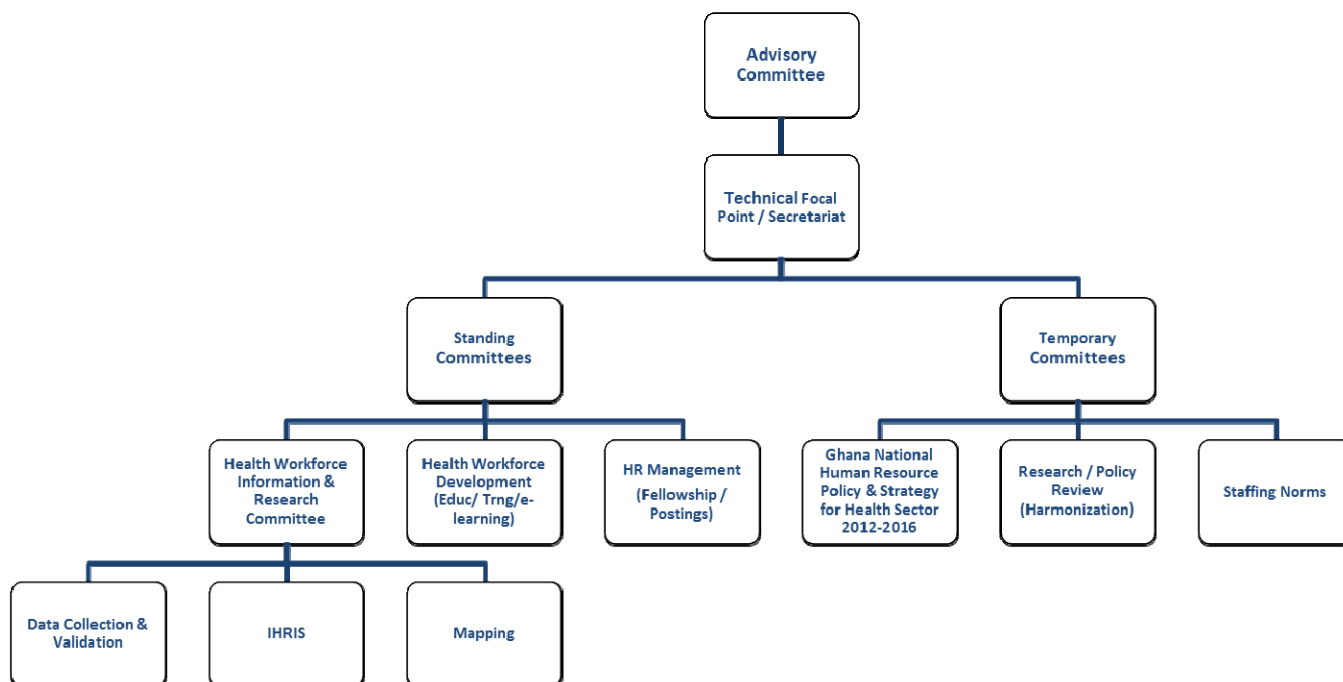 Advisory
Committee
Technical Focal
Point / Secretariat
Standing
Committees
Temporary
Committees
Health Workforce
Information &
Research
Committee
Health Workforce
Development
(Educ/ Trng/e-
learning)
HR Management
(Fellowship /
Postings)
Ghana National
Human Resource
Policy & Strategy
for Health Sector
2012-2016
Research / Policy
Review
(Harmonization)
Staffing Norms
Data Collection &
Validation
IHRIS
Mapping